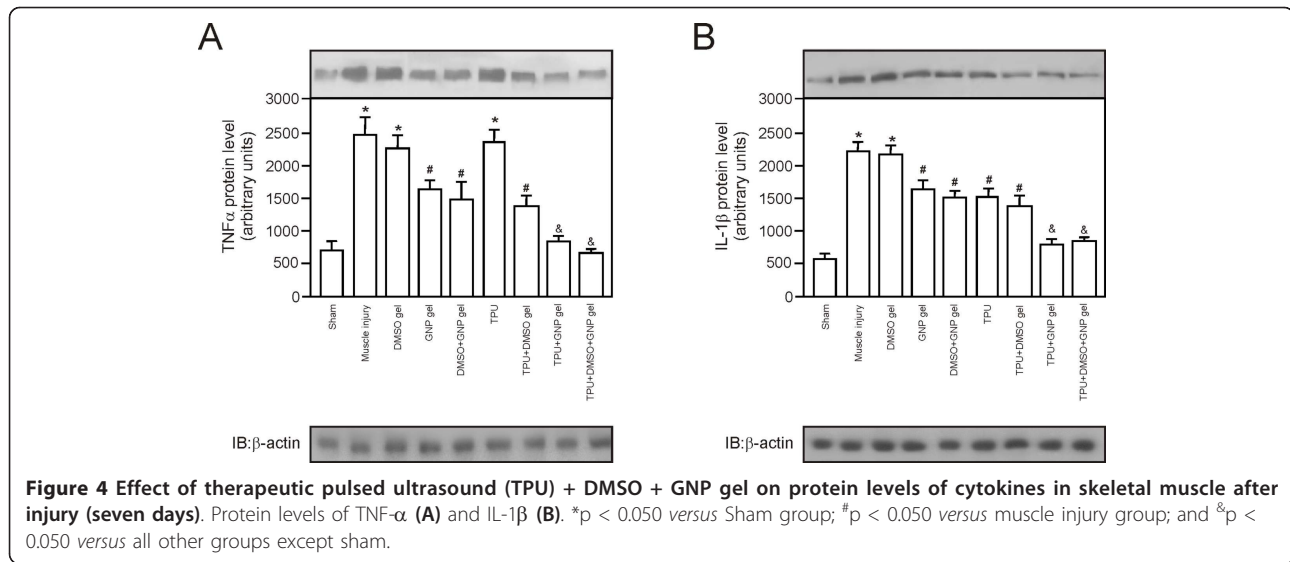 A
3000
2500
2000
1500
1000
500
0
TNFα protein level
(arbitrary units)
*
*
#
#
*
#
&
&
Sham
Muscle injury
DMSO gel
GNP gel
DMSO+GNP gel
TPU
TPU+DMSO gel
TPU+GNP gel
TPU+DMSO+GNP gel
IB:β-actin
B
3000
2500
2000
1500
1000
500
0
IL-1β protein level
(arbitrary units)
*
*
#
#
#
#
&
&
Sham
Muscle injury
DMSO gel
GNP gel
DMSO+GNP gel
TPU
TPU+DMSO gel
TPU+GNP gel
TPU+DMSO+GNP gel
IB:β-actin
Figure 4 Effect of therapeutic pulsed ultrasound (TPU) + DMSO + GNP gel on protein levels of cytokines in skeletal muscle after
injury (seven days). Protein levels of TNF-α (A) and IL-1β (B). *p < 0.050 versus Sham group; #p < 0.050 versus muscle injury group; and &p <
0.050 versus all other groups except sham.